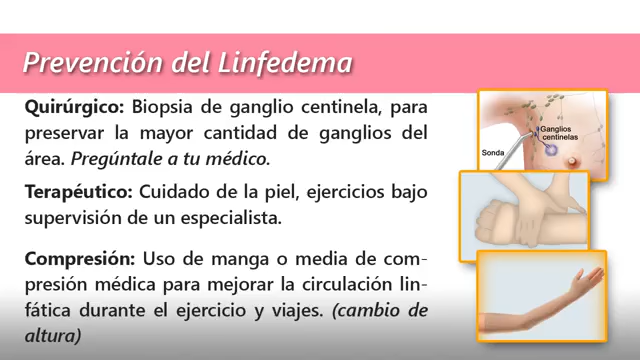 Prevención del Linfedema
Quirúrgico: Biopsia de ganglio centinela, para
preservar la mayor cantidad de ganglios del
área. Pregúntale a tu médico.
Ganglios
centinelas
Sonda
Terapéutico: Cuidado de la piel, ejercicios bajo
supervisión de un especialista.
Compresión: Uso de manga o media de com-
presión médica para mejorar la circulación lin-
fática durante el ejercicio y viajes. (cambio de
altura)